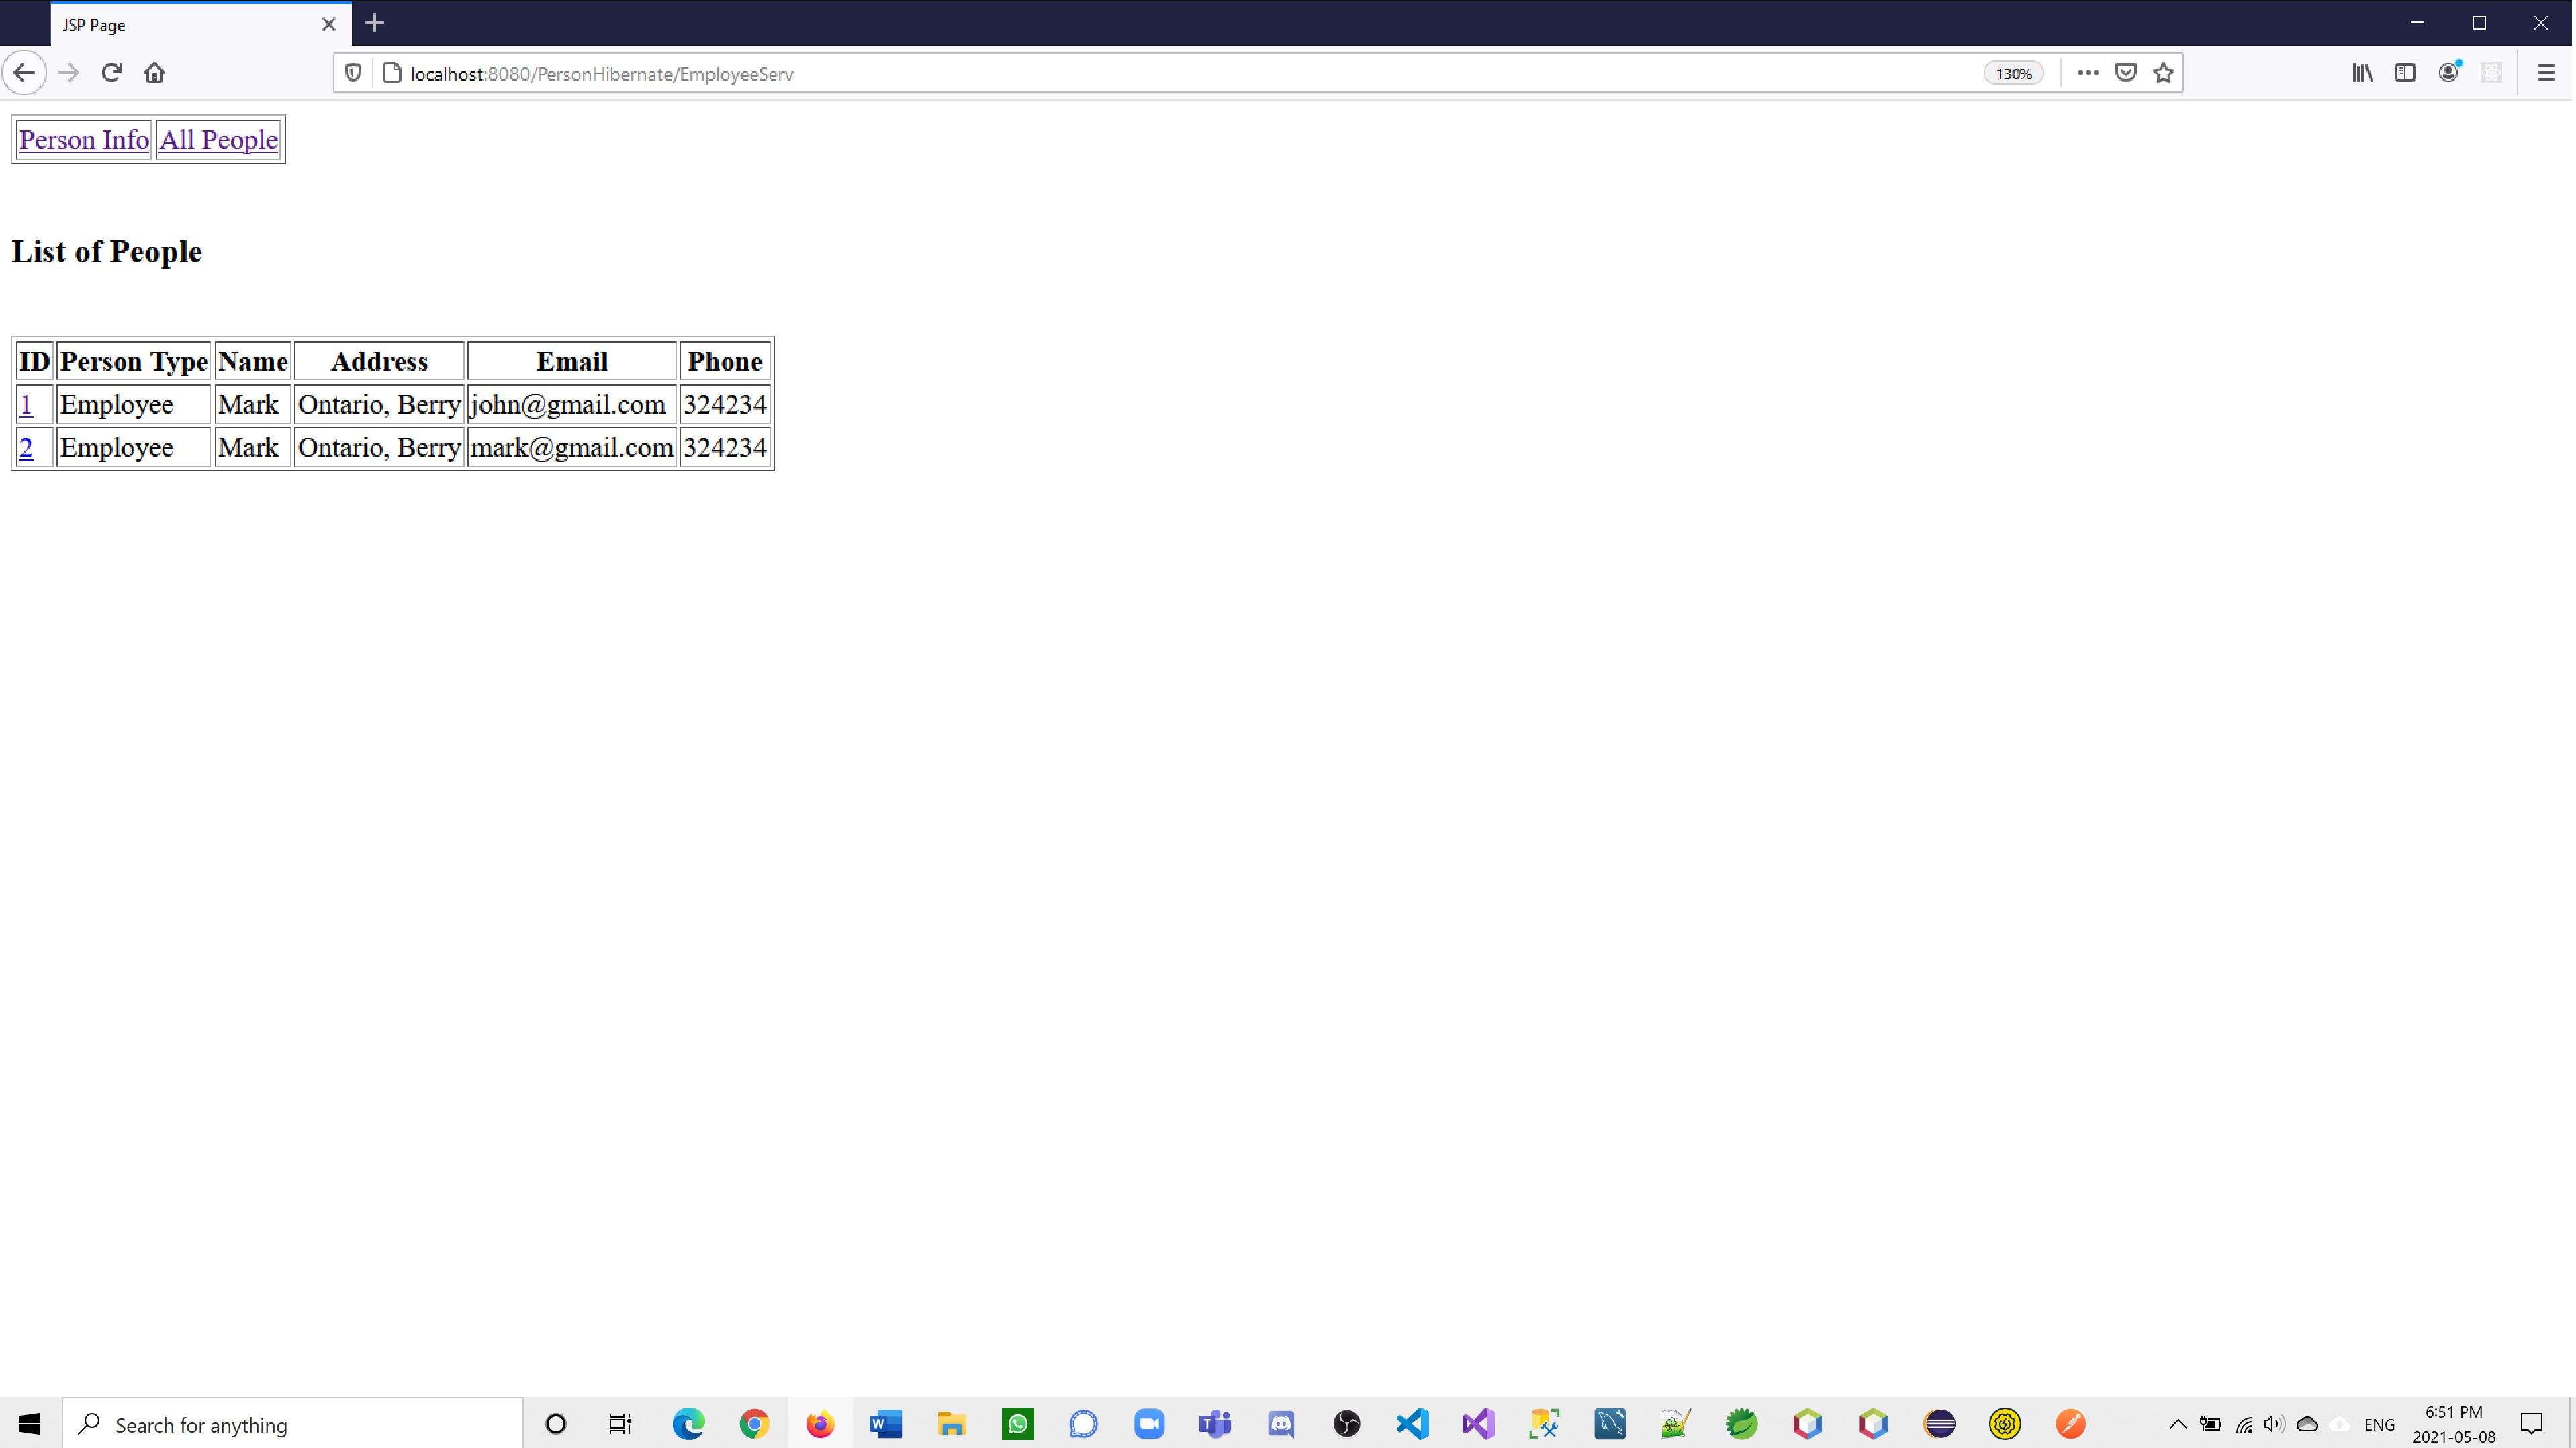 JSP Page
localhost:8080/PersonHibernate/EmployeeServ 130%
Person Info All People
List of People
ID Person Type Name Address Email Phone
1 Employee Mark Ontario, Berry john@gmail.com 324234
2 Employee Mark Ontario, Berry mark@gmail.com 324234
Search for anything
ENG
6:51 PM
2021-05-08